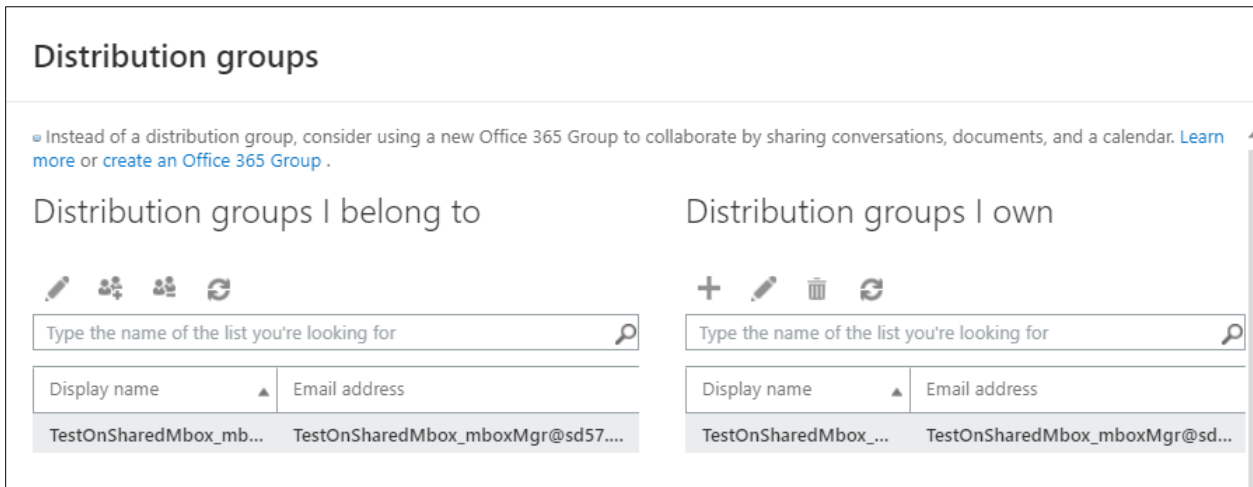 Distribution groups
Instead of a distribution group, consider using a new Office 365 Group to collaborate by sharing conversations, documents, and a calendar. Learn
more or create an Office 365 Group .
Distribution groups I belong to
Type the name of the list you're looking for
Display name Email address
TestOnSharedMbox_mb... TestOnSharedMbox_mboxMgr@sd57....
Distribution groups I own
Type the name of the list you're looking for
Display name Email address
TestOnSharedMbox_... TestOnSharedMbox_mboxMgr@sd...